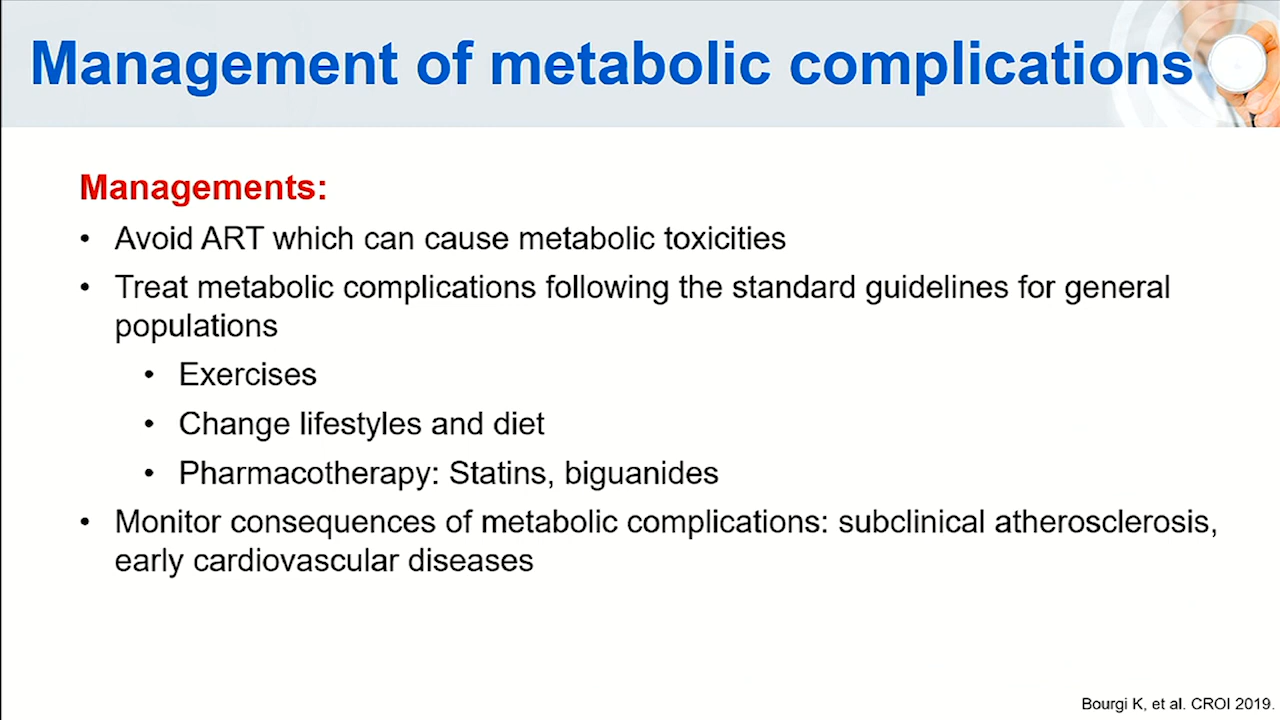 Management of metabolic complications
Managements:
• Avoid ART which can cause metabolic toxicities
• Treat metabolic complications following the standard guidelines for general
populations
• Exercises
• Change lifestyles and diet
• Pharmacotherapy: Statins, biguanides
• Monitor consequences of metabolic complications: subclinical atherosclerosis,
early cardiovascular diseases
Bourgi K, et al. CROI 2019.